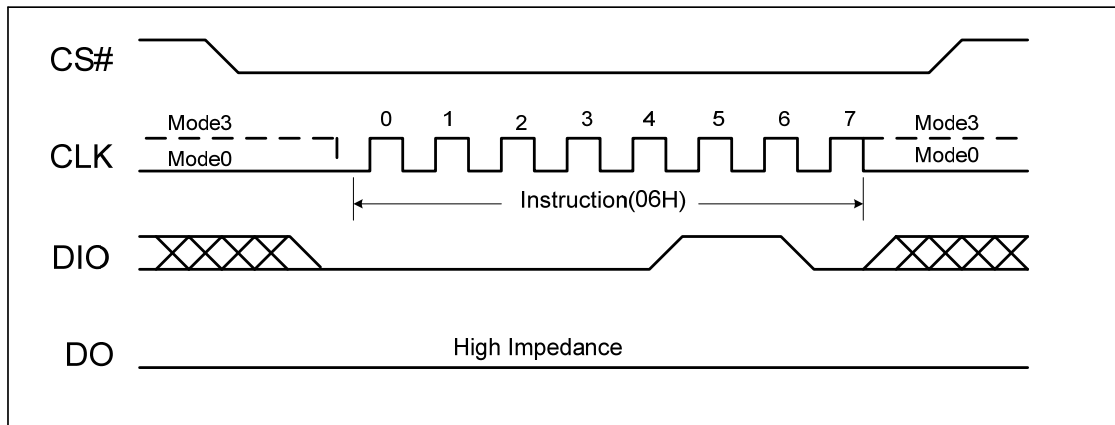 CS#
Mode3 0 1 2 3 4 5 6 7 Mode3
CLK Mode0 Mode0
Instruction(06H)
DIO
DO High Impedance